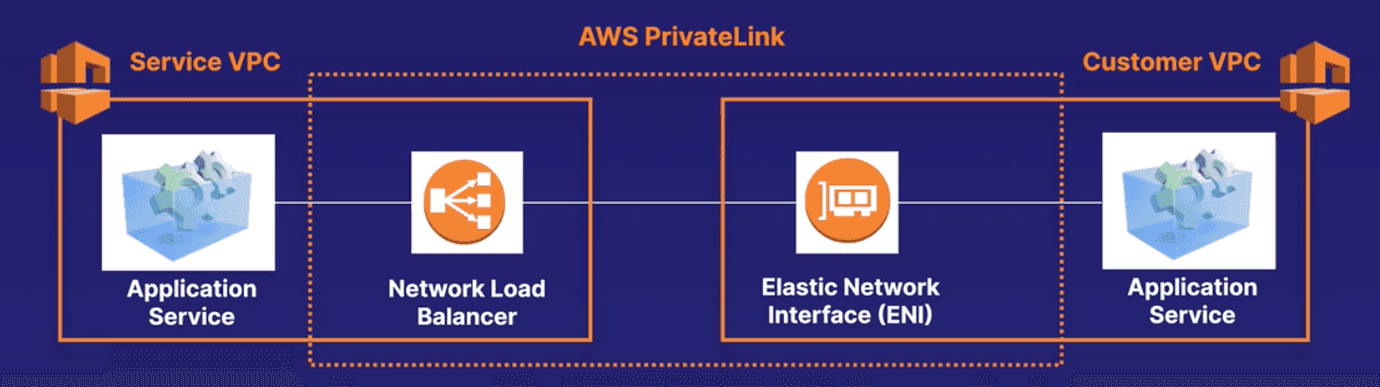 AWS PrivateLink
Service VPC
Customer VPC
Application
Service
Network Load
Balancer
Elastic Network
Interface (ENI)
Application
Service